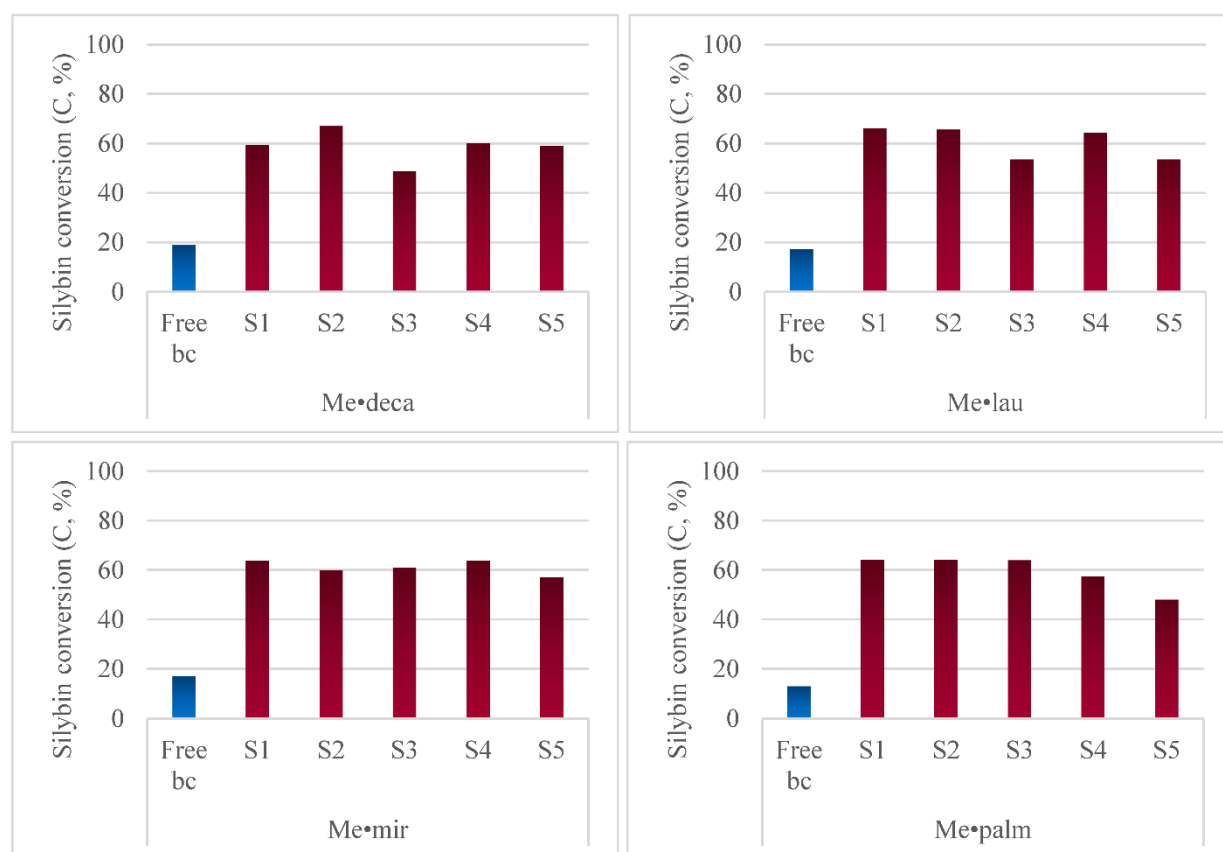 Silybin conversion (C, %)
100
80
60
40
20
0
Free bc
S1
S2
S3
S4
S5
Me•deca
Silybin conversion (C, %)
100
80
60
40
20
0
Free bc
S1
S2
S3
S4
S5
Me•lau
Silybin conversion (C, %)
100
80
60
40
20
0
Free bc
S1
S2
S3
S4
S5
Me•mir
Silybin conversion (C, %)
100
80
60
40
20
0
Free bc
S1
S2
S3
S4
S5
Me•palm